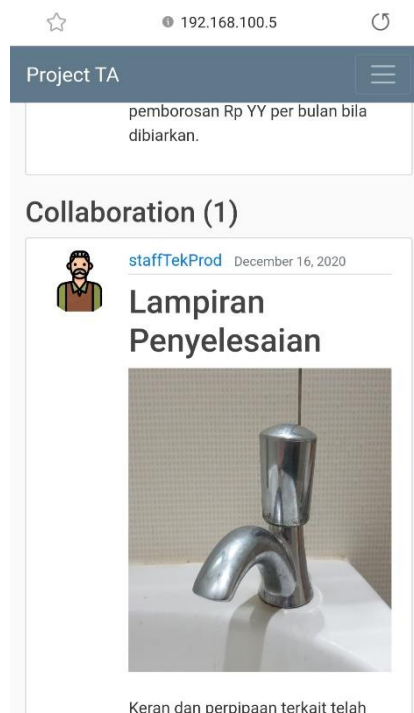 192.168.100.5
Project TA
pemborosan Rp YY per bulan bila
dibiarkan.
Collaboration (1)
staffTekProd December 16, 2020
Lampiran
Penyelesaian
Keran dan perpipaan terkait telah